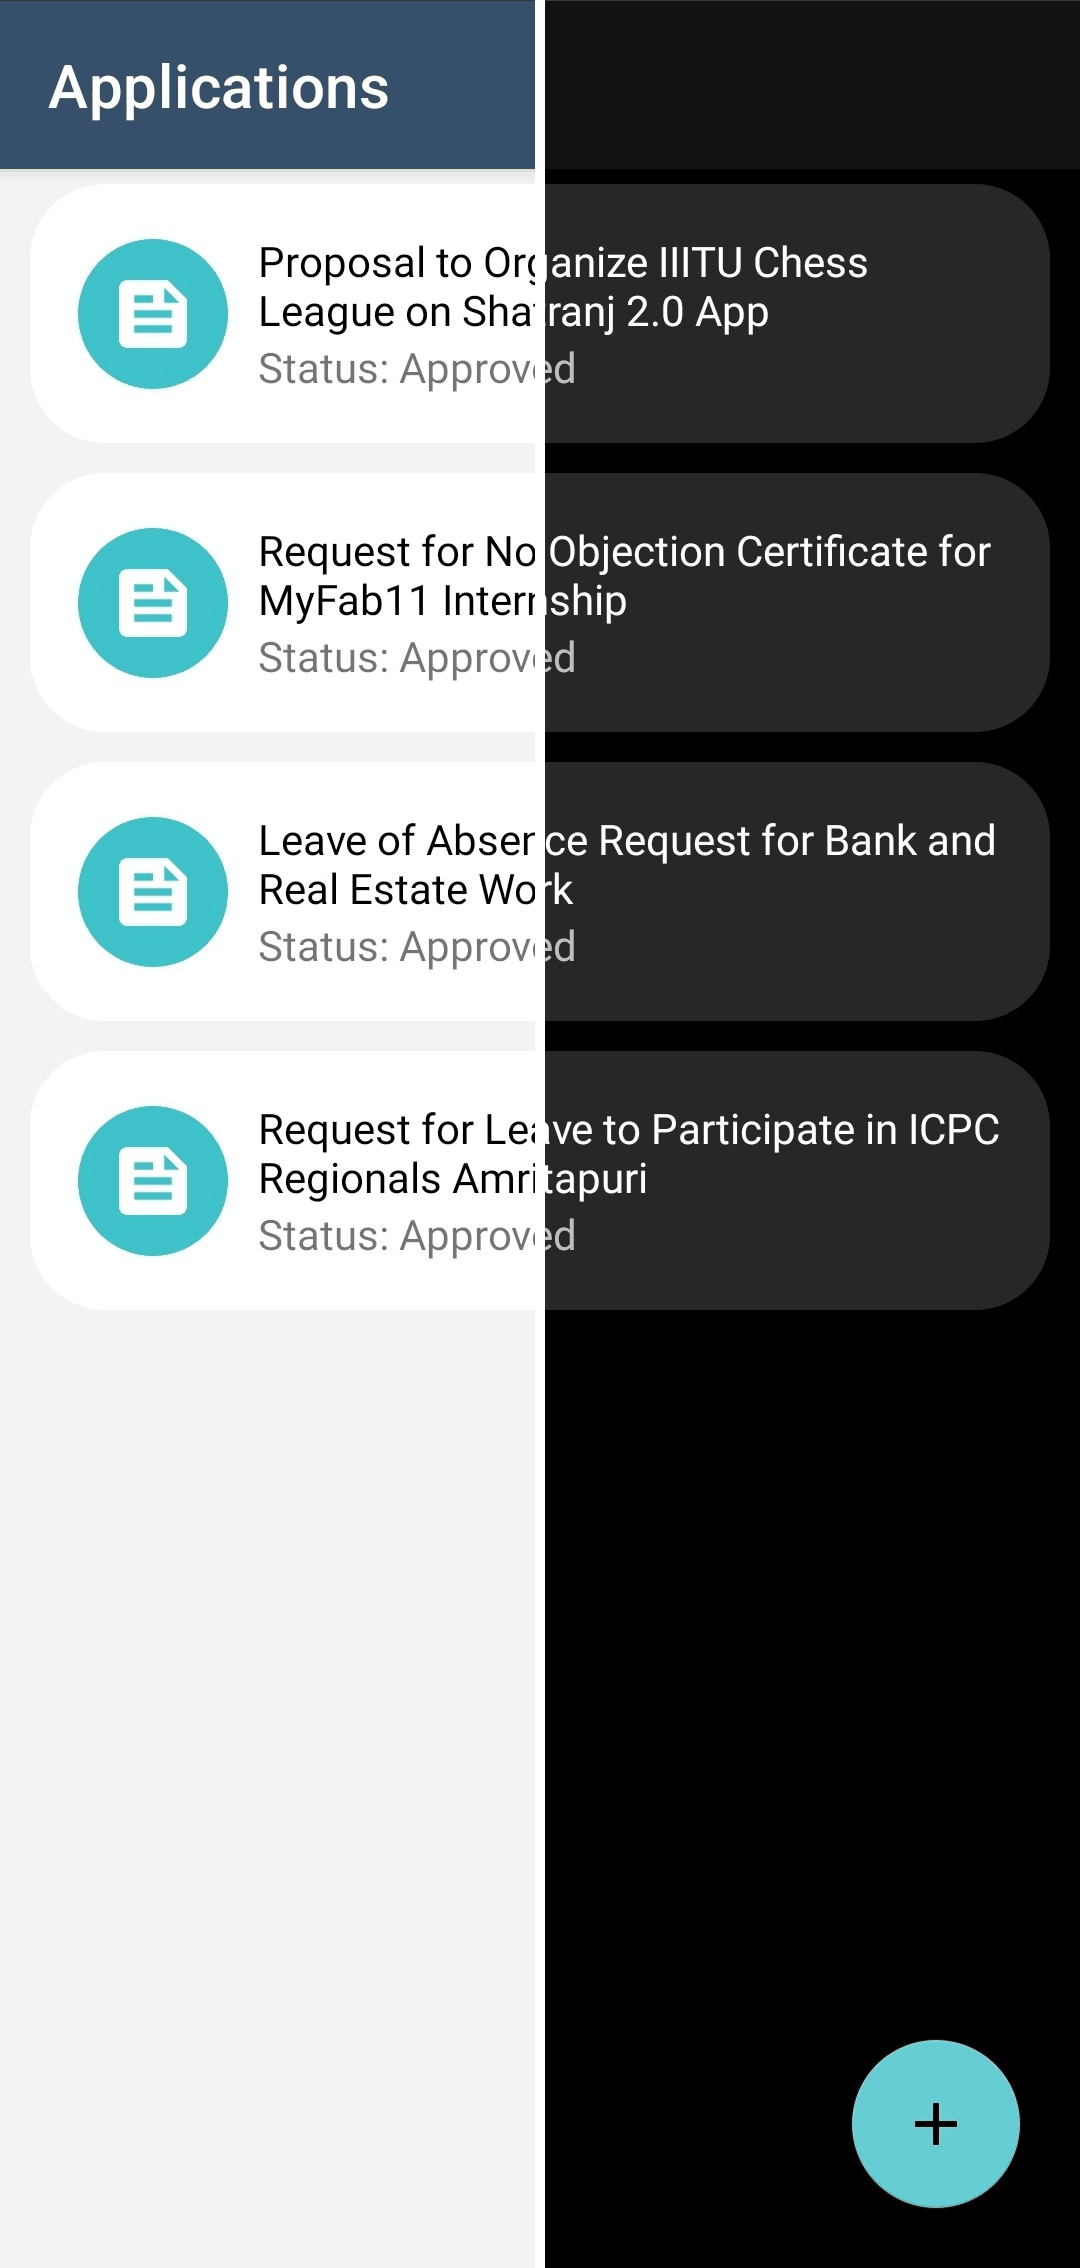 Applications
Proposal to Organize IIITU Chess
League on Shatranj 2.0 App
Status: Approved
Request for No Objection Certificate for
MyFab11 Internship
Status: Approved
Leave of Absence Request for Bank and
Real Estate Work
Status: Approved
Request for Leave to Participate in ICPC
Regionals Amritapuri
Status: Approved